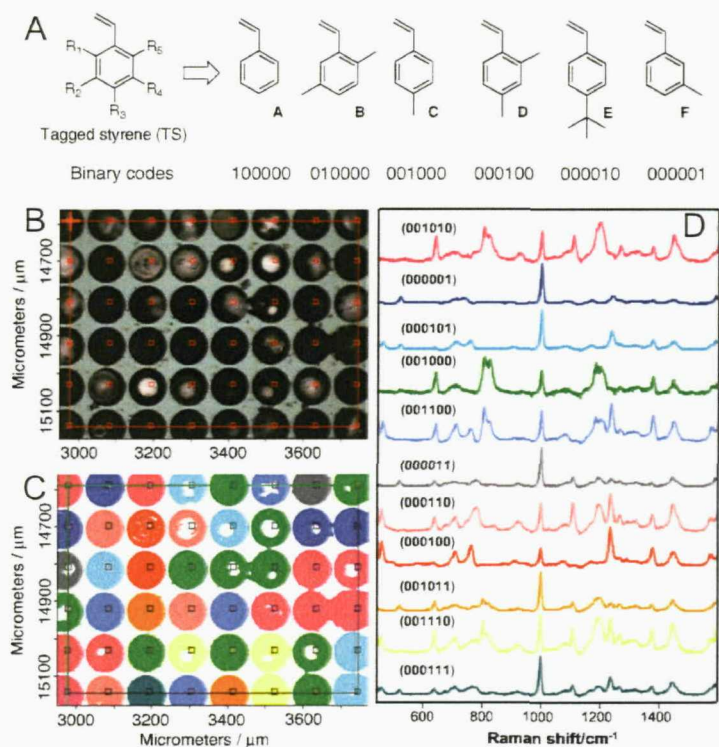 A
R1
R5
R2
R4
R3
Tagged styrene (TS)
A B C D E F
Binary codes 100000 010000 001000 000100 000010 000001
B
Micrometers / µm
14700
14900
15100
3000 3200 3400 3600
C
Micrometers / µm
14700
14900
15100
3000 3200 3400 3600
Micrometers / µm
D
(001010)
(000001)
(000101)
(001000)
(001100)
(000011)
(000110)
(000100)
(001011)
(001110)
(000111)
600 800 1000 1200 1400
Raman shift/cm-1